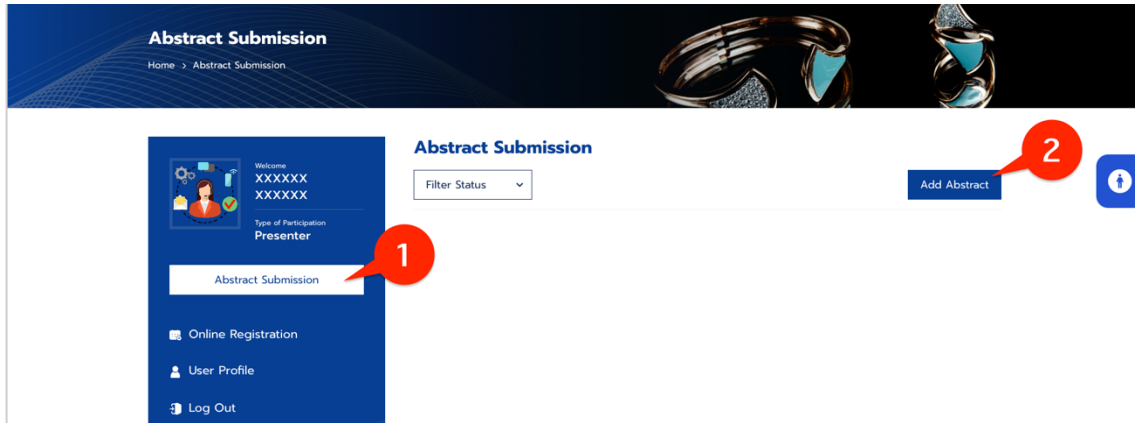 Abstract Submission
Home > Abstract Submission
Welcome
XXXXXX
XXXXXX
Type of Participation
Presenter
1
Abstract Submission
Online Registration
User Profile
Log Out
Abstract Submission
2
Filter Status
Add Abstract